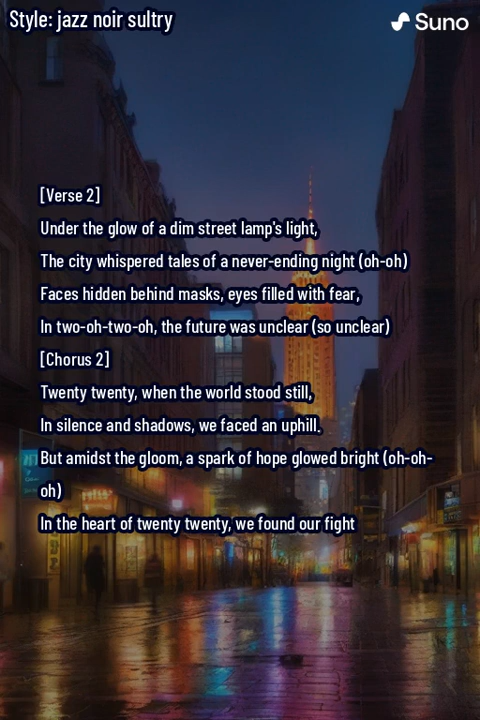 Style: jazz noir sultry
Suno
[Verse 2]
Under the glow of a dim street lamp's light,
The city whispered tales of a never-ending night (oh-oh)
Faces hidden behind masks, eyes filled with fear,
In two-oh-two-oh, the future was unclear (so unclear)
[Chorus 2]
Twenty twenty, when the world stood still,
In silence and shadows, we faced an uphill.
But amidst the gloom, a spark of hope glowed bright (oh-oh-
oh)
In the heart of twenty twenty, we found our fight